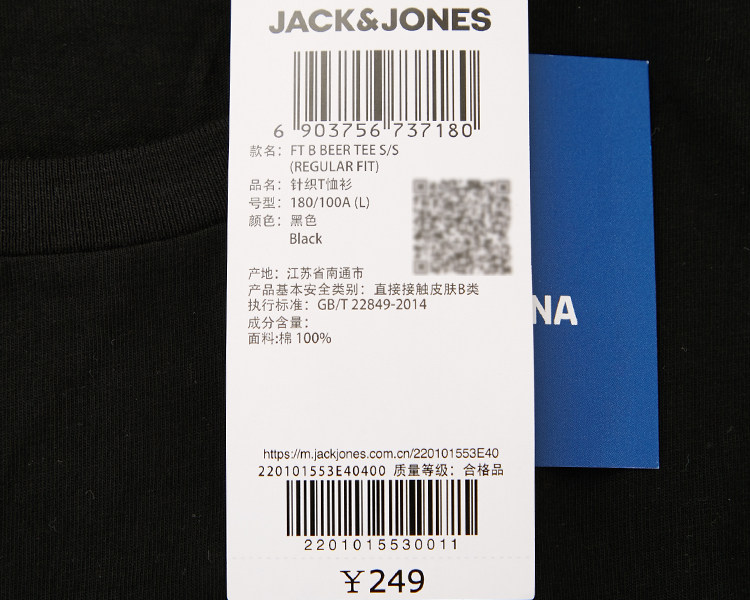 JACK&JONES
6 903756 737180
款名: FT B BEER TEE S/S
(REGULAR FIT)
品名: 针织T恤衫
号型: 180/100A (L)
颜色: 黑色
Black
产地: 江苏省南通市
产品基本安全类别: 直接接触皮肤B类
执行标准: GB/T 22849-2014
成分含量:
面料:棉 100%
NA
https://m.jackjones.com.cn/220101553E40
220101553E40400 质量等级: 合格品
2201015530011
¥249